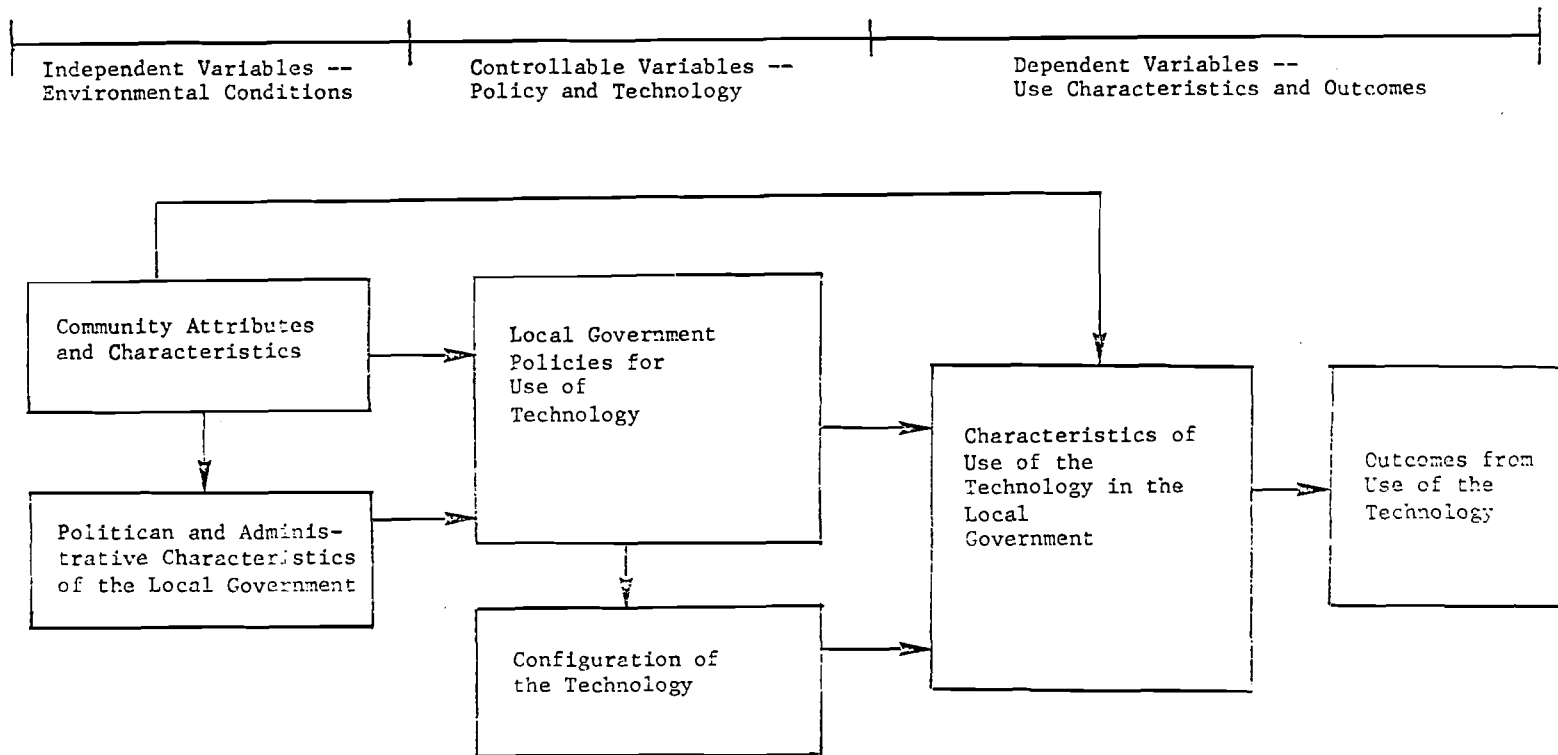 Independent Variables --
Environmental Conditions
Controllable Variables --
Policy and Technology
Dependent Variables --
Use Characteristics and Outcomes
Community Attributes
and Characteristics
Local Government
Policies for
Use of
Technology
Politican and Adminis-
trative Characteristics
of the Local Government
Configuration of
the Technology
Characteristics of
Use of the
Technology in the
Local
Government
Outcomes from
Use of the
Technology